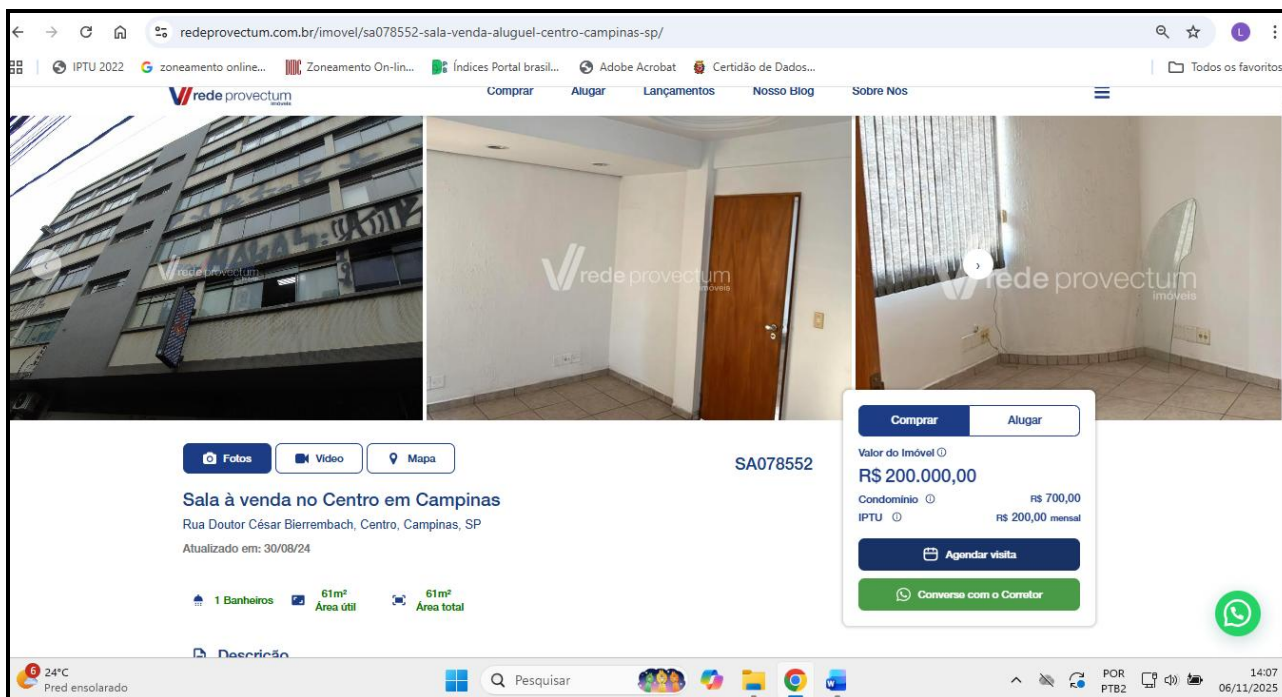 redeprovectum.com.br/imovel/sa078552-sala-venda-aluguel-centro-campinas-sp/
L
IPTU 2022
zoneamento online...
Zoneamento On-lin...
Índices Portal brasil...
Adobe Acrobat
Certidão de Dados...
Todos os favoritos
rede provectum
imóveis
Comprar
Alugar
Lançamentos
Nosso Blog
Sobre Nós
rede provectum
rede provectum
imóveis
rede provectum
imóveis
Fotos
Vídeo
Mapa
SA078552
Comprar
Alugar
Valor do Imóvel
R$ 200.000,00
Condomínio R$ 700,00
IPTU R$ 200,00 mensal
Agendar visita
Converse com o Corretor
Sala à venda no Centro em Campinas
Rua Doutor César Bierrembach, Centro, Campinas, SP
Atualizado em: 30/08/24
1 Banheiros
61m²
Área útil
61m²
Área total
Descrição
6
24°C
Pred ensolarado
Pesquisar
POR
PTB2
14:07
06/11/2025